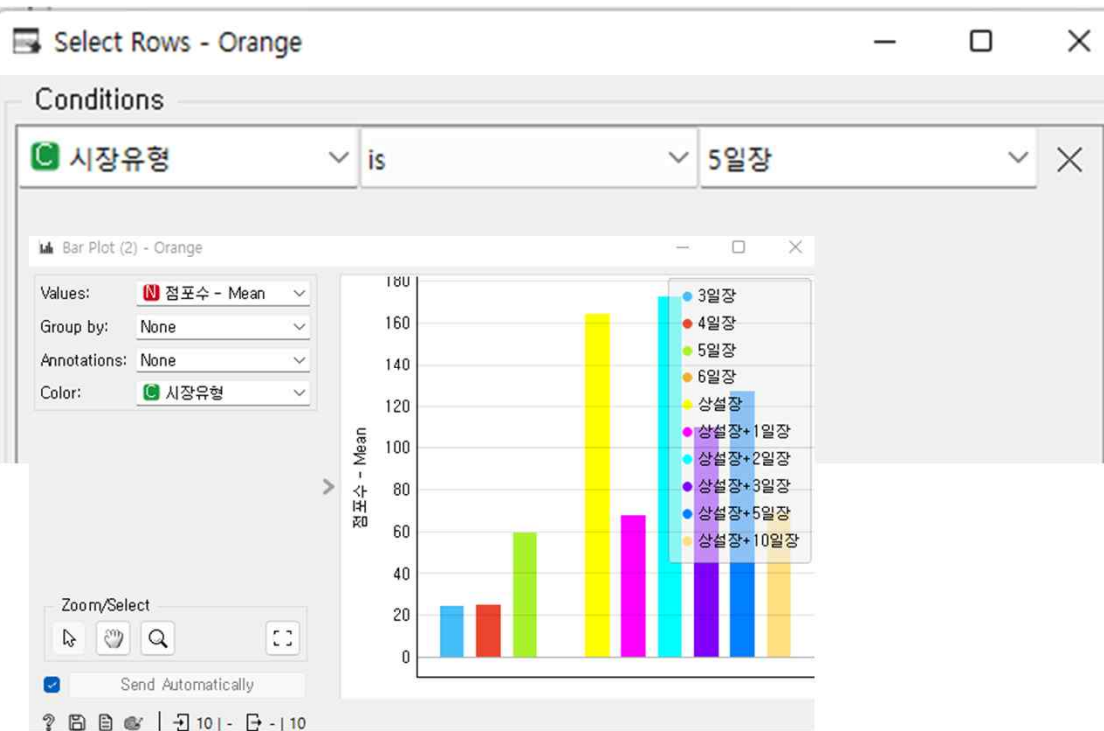 Select Rows - Orange
Conditions
C 시장유형 is 5일장
Bar Plot (2) - Orange
Values: N 점포수 - Mean
Group by: None
Annotations: None
Color: C 시장유형
점포수 - Mean
180
160
140
120
100
80
60
40
20
0
3일장
4일장
5일장
6일장
상설장
상설장+1일장
상설장+2일장
상설장+3일장
상설장+5일장
상설장+10일장
Zoom/Select
Send Automatically
? 10 | - - | 10